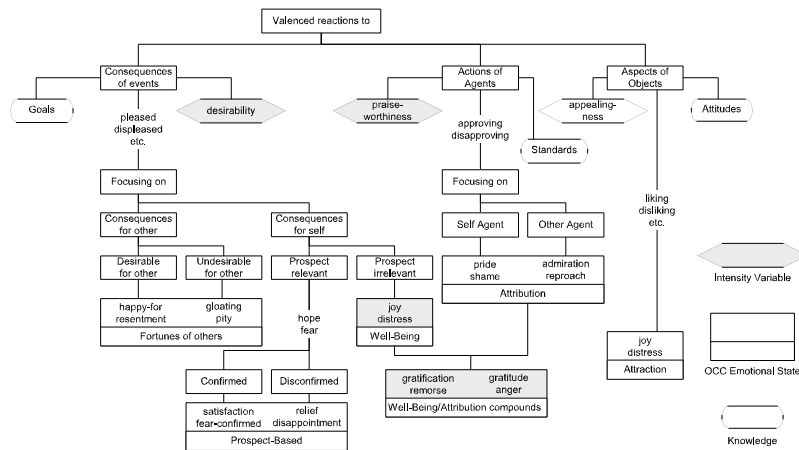 Valenced reactions to
Consequences
of events
Actions of
Agents
Aspects of
Objects
Goals
desirability
praise-
worthiness
appealing-
ness
Attitudes
pleased
displeased
etc.
approving
disapproving
Standards
Focusing on
Focusing on
liking
disliking
etc.
Consequences
for other
Consequences
for self
Self Agent
Other Agent
Desirable
for other
Undesirable
for other
Prospect
relevant
Prospect
irrelevant
pride
shame
admiration
reproach
Attribution
Intensity Variable
happy-for
resentment
gloating
pity
Fortunes of others
hope
fear
joy
distress
Well-Being
joy
distress
Attraction
OCC Emotional State
Confirmed
Disconfirmed
gratification
remorse
gratitude
anger
Well-Being/Attribution compounds
satisfaction
fear-confirmed
relief
disappointment
Prospect-Based
Knowledge